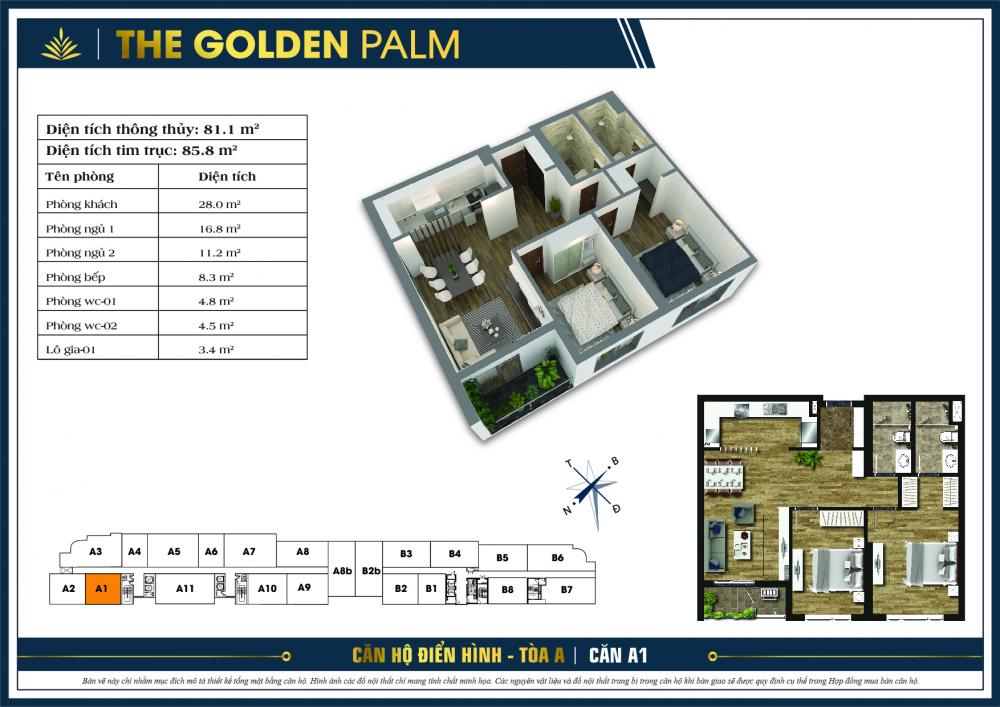 THE GOLDEN PALM
Diện tích thông thủy: 81.1 m²
Diện tích tim trục: 85.8 m²
Tên phòng Diện tích
Phòng khách 28.0 m²
Phòng ngủ 1 16.8 m²
Phòng ngủ 2 11.2 m²
Phòng bếp 8.3 m²
Phòng wc-01 4.8 m²
Phòng wc-02 4.5 m²
Lô gia-01 3.4 m²
T B
N Đ
A3 A4 A5 A6 A7 A8 A8b B2b B3 B4 B5 B6
A2 A1 A11 A10 A9 B2 B1 B8 B7
CĂN HỘ ĐIỂN HÌNH - TÒA A | CĂN A1
Bản vẽ này chỉ nhằm mục đích mô tả thiết kế tổng mặt bằng căn hộ. Hình ảnh các đồ nội thất chỉ mang tính chất minh họa. Các nguyên vật liệu và đồ nội thất trang bị trong căn hộ khi bàn giao sẽ được quy định cụ thể trong Hợp đồng mua bán căn hộ.